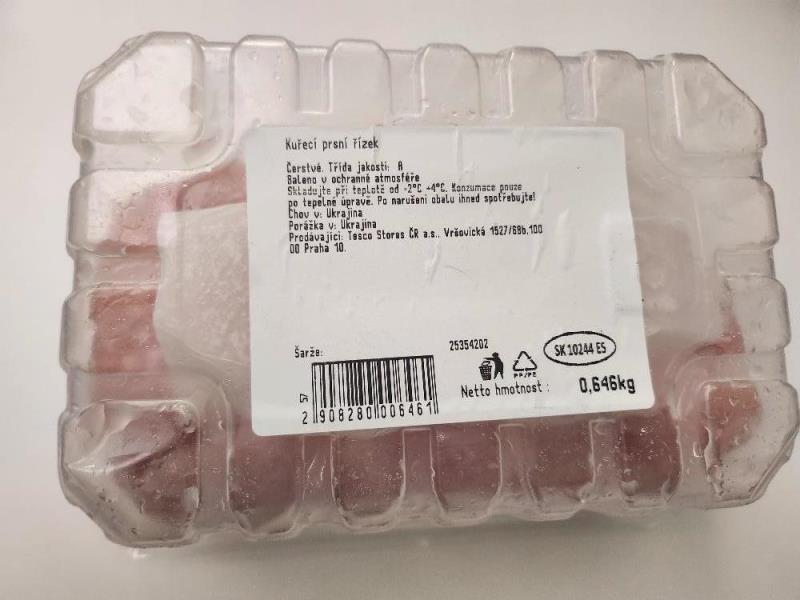 Kuřecí prsní řízek
Čerstvé. Třída jakosti: A
Baleno v ochranné atmosféře
Skladujte při teplotě od -2°C +4°C. Konzumace pouze
po tepelné úpravě. Po narušení obalu ihned spotřebujte!
Chov v: Ukrajina
Porážka v: Ukrajina
Prodávající: Tesco Stores ČR a.s., Vršovická 1527/68b,100
00 Praha 10.
Šarže: 25354202
SK 10244 ES
PP/PE
Netto hmotnost : 0,646kg
2 908280 006461